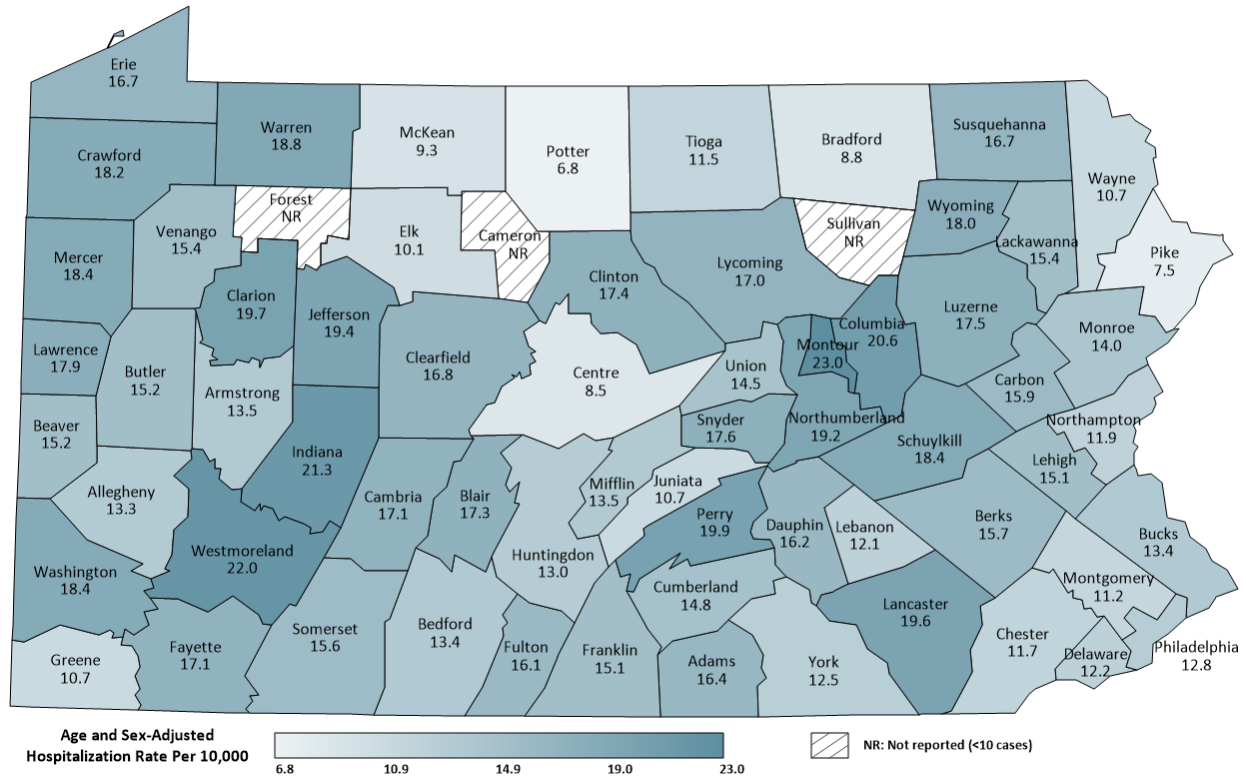 Erie
16.7
Warren
18.8
McKean
9.3
Potter
6.8
Tioga
11.5
Bradford
8.8
Susquehanna
16.7
Wayne
10.7
Crawford
18.2
Forest
NR
Venango
15.4
Elk
10.1
Cameron
NR
Sullivan
NR
Wyoming
18.0
Lackawanna
15.4
Pike
7.5
Mercer
18.4
Clarion
19.7
Jefferson
19.4
Clinton
17.4
Lycoming
17.0
Luzerne
17.5
Columbia
20.6
Montour
23.0
Monroe
14.0
Lawrence
17.9
Butler
15.2
Armstrong
13.5
Clearfield
16.8
Centre
8.5
Union
14.5
Carbon
15.9
Beaver
15.2
Snyder
17.6
Northumberland
19.2
Schuylkill
18.4
Northampton
11.9
Indiana
21.3
Lehigh
15.1
Allegheny
13.3
Cambria
17.1
Blair
17.3
Mifflin
13.5
Juniata
10.7
Perry
19.9
Dauphin
16.2
Lebanon
12.1
Berks
15.7
Bucks
13.4
Westmoreland
22.0
Huntingdon
13.0
Washington
18.4
Cumberland
14.8
Montgomery
11.2
Lancaster
19.6
Somerset
15.6
Bedford
13.4
Fulton
16.1
Franklin
15.1
Adams
16.4
York
12.5
Chester
11.7
Delaware
12.2
Philadelphia
12.8
Greene
10.7
Fayette
17.1
Age and Sex-Adjusted
Hospitalization Rate Per 10,000
6.8 10.9 14.9 19.0 23.0
NR: Not reported (<10 cases)